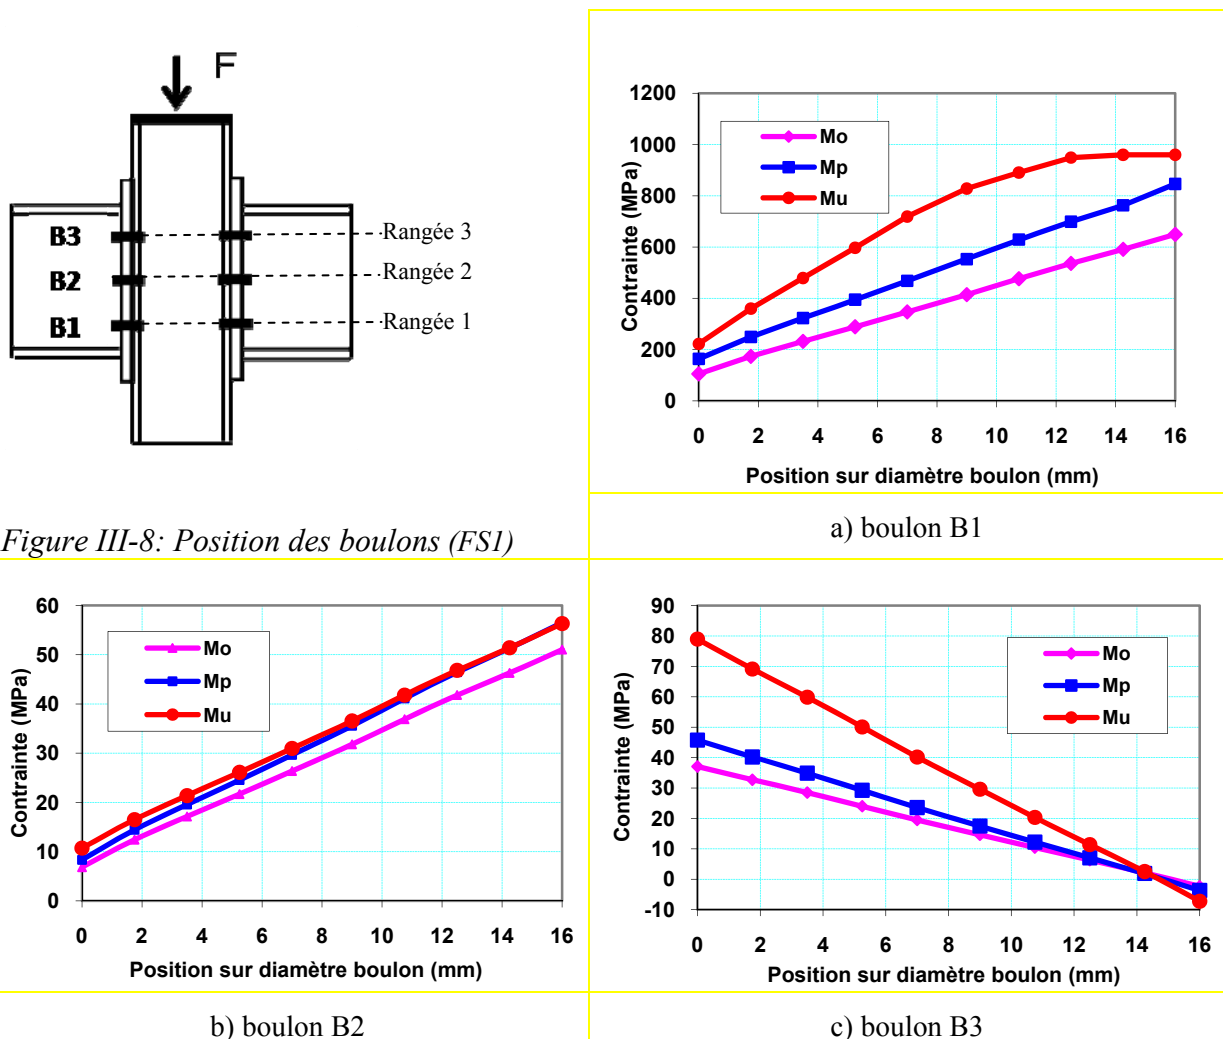 F
B3
B2
B1
Rangée 3
Rangée 2
Rangée 1
Figure III-8: Position des boulons (FS1)
1200
1000
800
600
400
200
0
Contrainte (MPa)
Mo
Mp
Mu
0 2 4 6 8 10 12 14 16
Position sur diamètre boulon (mm)
a) boulon B1
60
50
40
30
20
10
0
Contrainte (MPa)
Mo
Mp
Mu
0 2 4 6 8 10 12 14 16
Position sur diamètre boulon (mm)
b) boulon B2
90
80
70
60
50
40
30
20
10
0
-10
Contrainte (MPa)
Mo
Mp
Mu
0 2 4 6 8 10 12 14 16
Position sur diamètre boulon (mm)
c) boulon B3